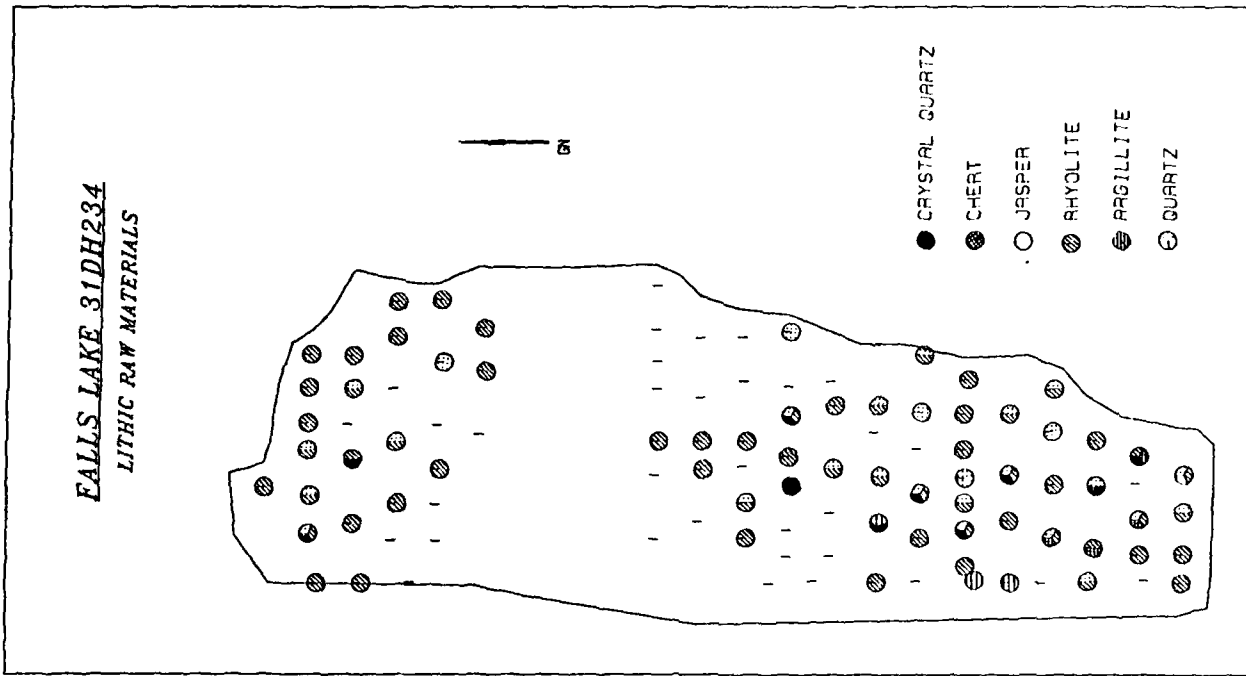 FALLS LAKE 31DH234
LITHIC RAW MATERIALS
GN
CRYSTAL QUARTZ
CHERT
JASPER
RHYOLITE
ARGILLITE
QUARTZ